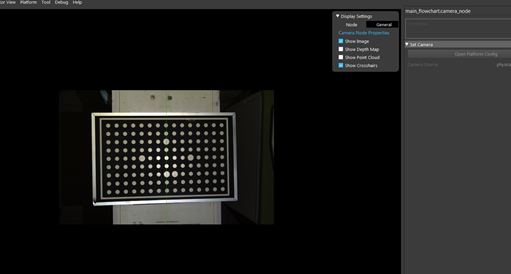 or View Platform Tool Debug Help
Display Settings
Node General
Camera Node Properties
Show Image
Show Depth Map
Show Point Cloud
Show Crosshairs
main_flowchart.camera_node
Set Camera
Open Platform Config
Camera Source physica